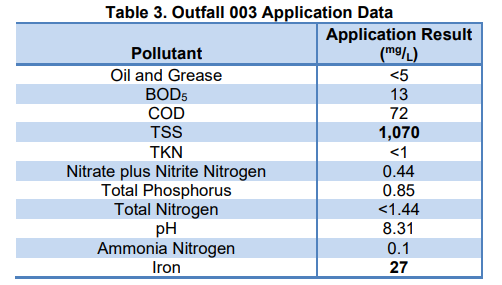 Table 3. Outfall 003 Application Data
Pollutant Application Result (mg/L)
Oil and Grease <5
BOD5 13
COD 72
TSS 1,070
TKN <1
Nitrate plus Nitrite Nitrogen 0.44
Total Phosphorus 0.85
Total Nitrogen <1.44
pH 8.31
Ammonia Nitrogen 0.1
Iron 27